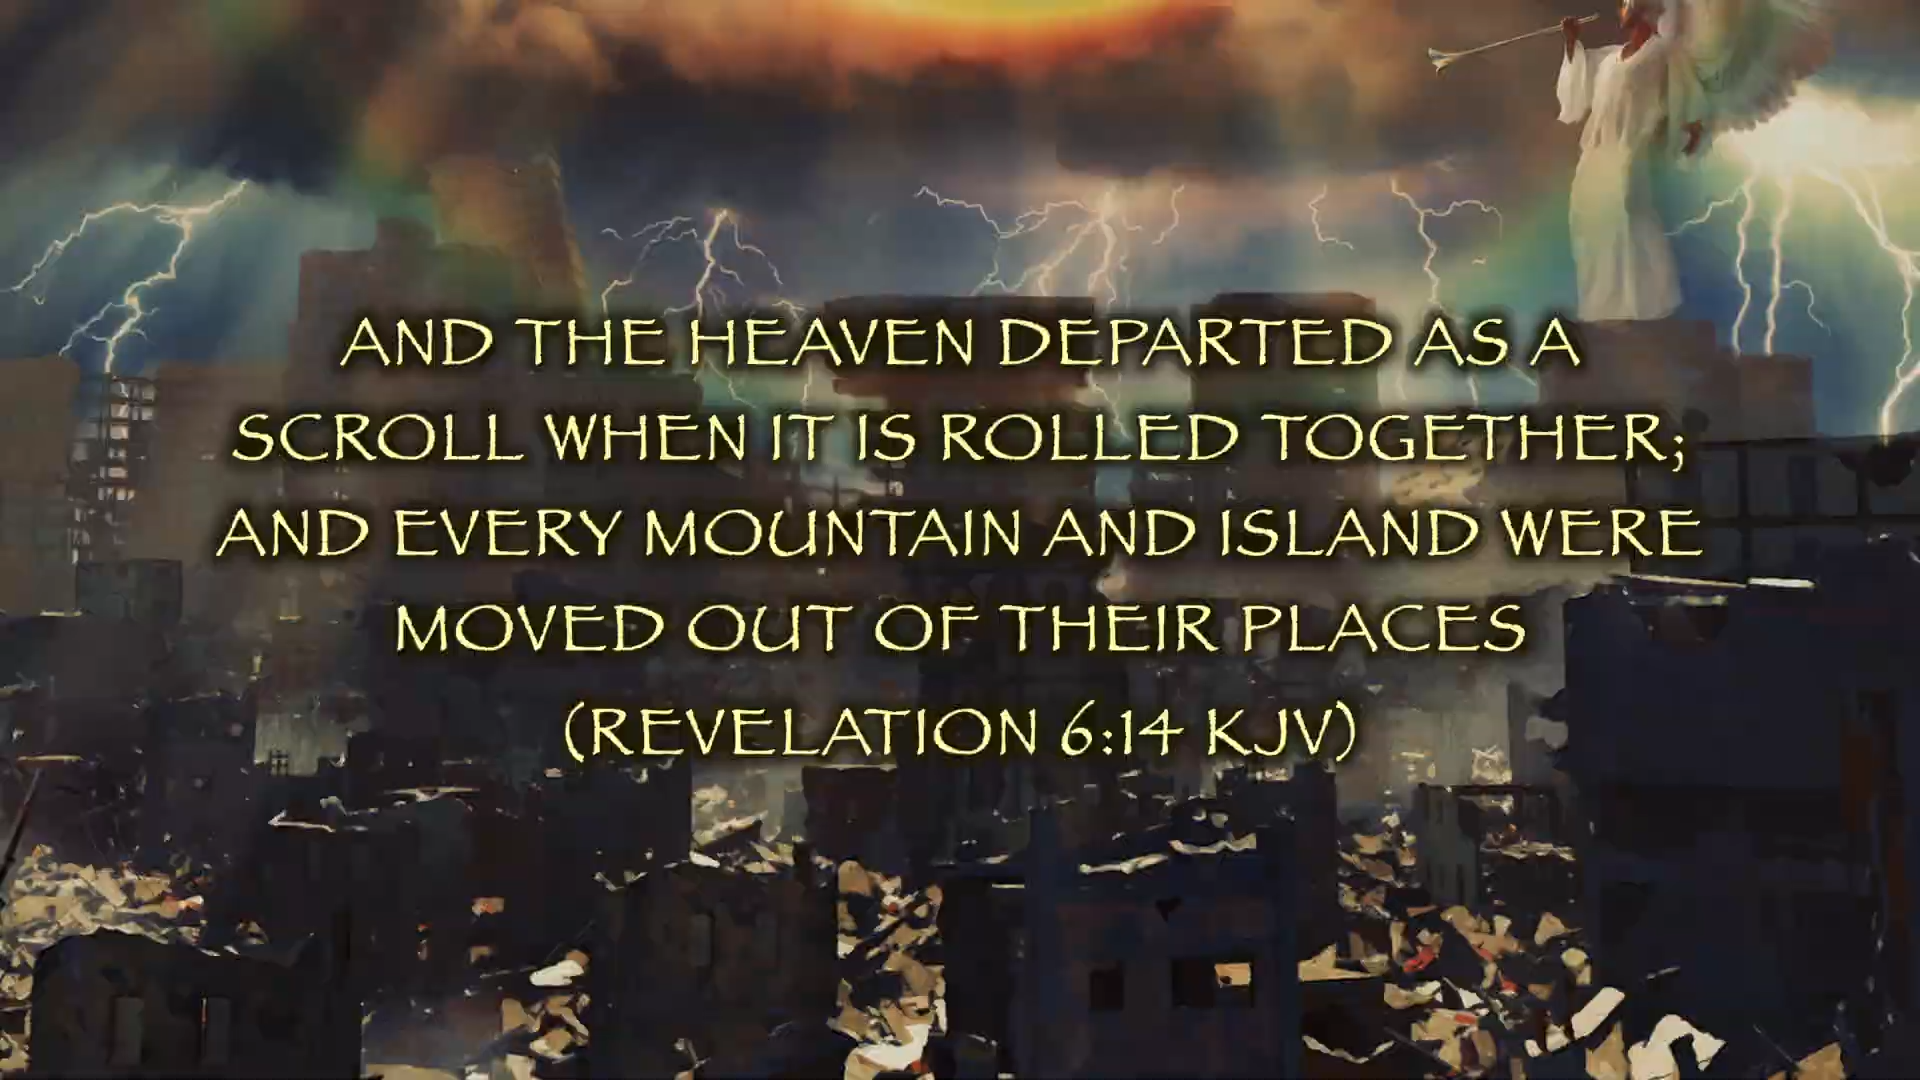 AND THE HEAVEN DEPARTED AS A
SCROLL WHEN IT IS ROLLED TOGETHER;
AND EVERY MOUNTAIN AND ISLAND WERE
MOVED OUT OF THEIR PLACES
(REVELATION 6:14 KJV)